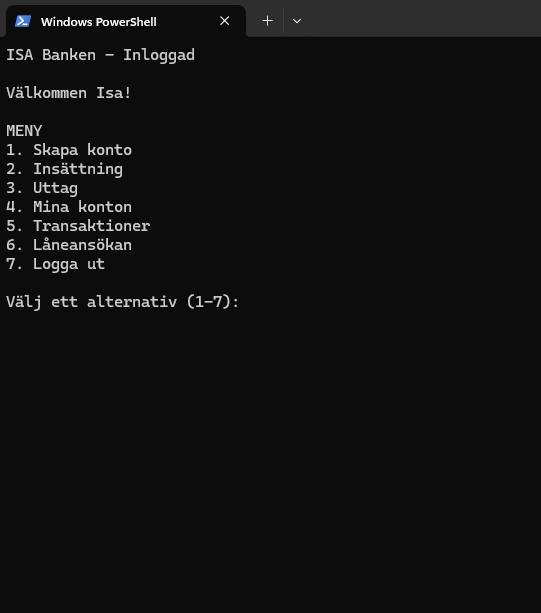 Windows PowerShell
ISA Banken - Inloggad
Välkommen Isa!
MENY
1. Skapa konto
2. Insättning
3. Uttag
4. Mina konton
5. Transaktioner
6. Låneansökan
7. Logga ut
Välj ett alternativ (1-7):